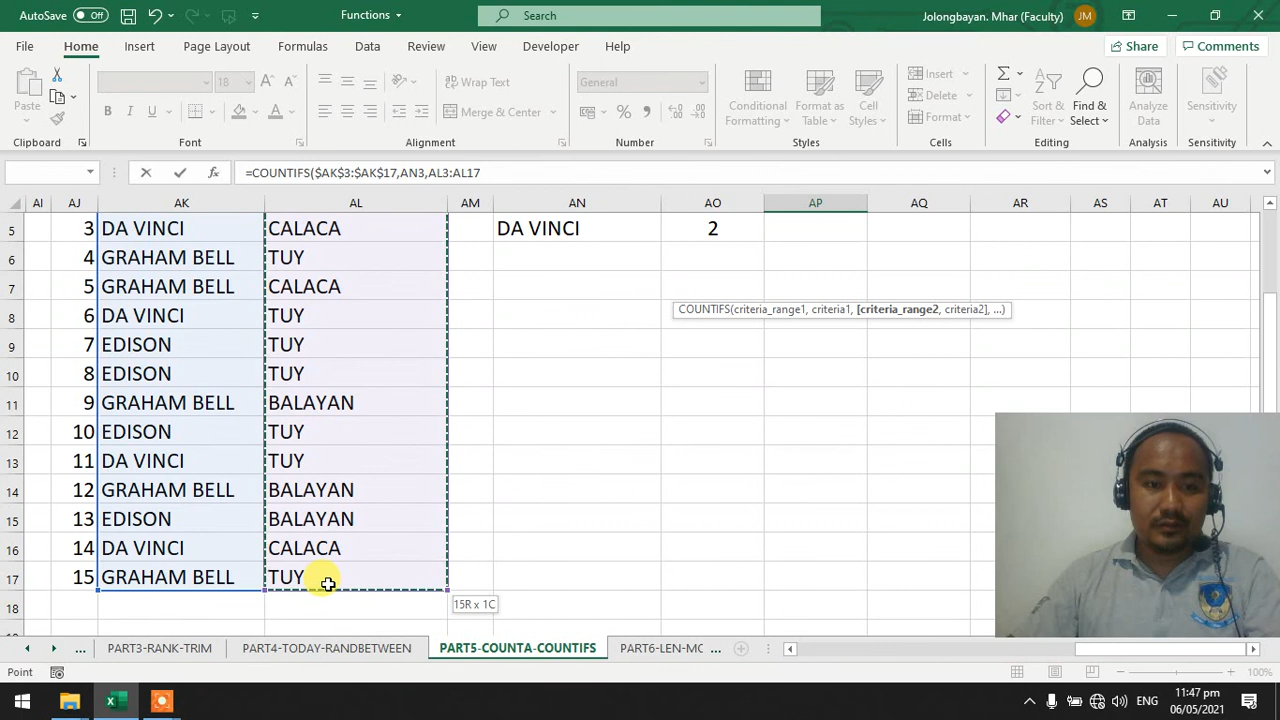 AutoSave Off Functions Search Jolongbayan. Mhar (Faculty) JM
File Home Insert Page Layout Formulas Data Review View Developer Help Share Comments
Paste 18 A A Wrap Text General Conditional Formatting Format as Table Cell Styles Insert Delete Format Sort & Filter Find & Select Analyze Data Sensitivity
B I U A Merge & Center % ,
Clipboard Font Alignment Number Styles Cells Editing Analysis Sensitivity
fx =COUNTIFS($AK$3:$AK$17,AN3,AL3:AL17
AI AJ AK AL AM AN AO AP AQ AR AS AT AU
5 3 DA VINCI CALACA DA VINCI 2
6 4 GRAHAM BELL TUY
7 5 GRAHAM BELL CALACA
COUNTIFS(criteria_range1, criteria1, [criteria_range2, criteria2], ...)
8 6 DA VINCI TUY
9 7 EDISON TUY
10 8 EDISON TUY
11 9 GRAHAM BELL BALAYAN
12 10 EDISON TUY
13 11 DA VINCI TUY
14 12 GRAHAM BELL BALAYAN
15 13 EDISON BALAYAN
16 14 DA VINCI CALACA
17 15 GRAHAM BELL TUY
18 15R x 1C
... PART3-RANK-TRIM PART4-TODAY-RANDBETWEEN PART5-COUNTA-COUNTIFS PART6-LEN-MC ...
Point 100%
ENG 11:47 pm
06/05/2021